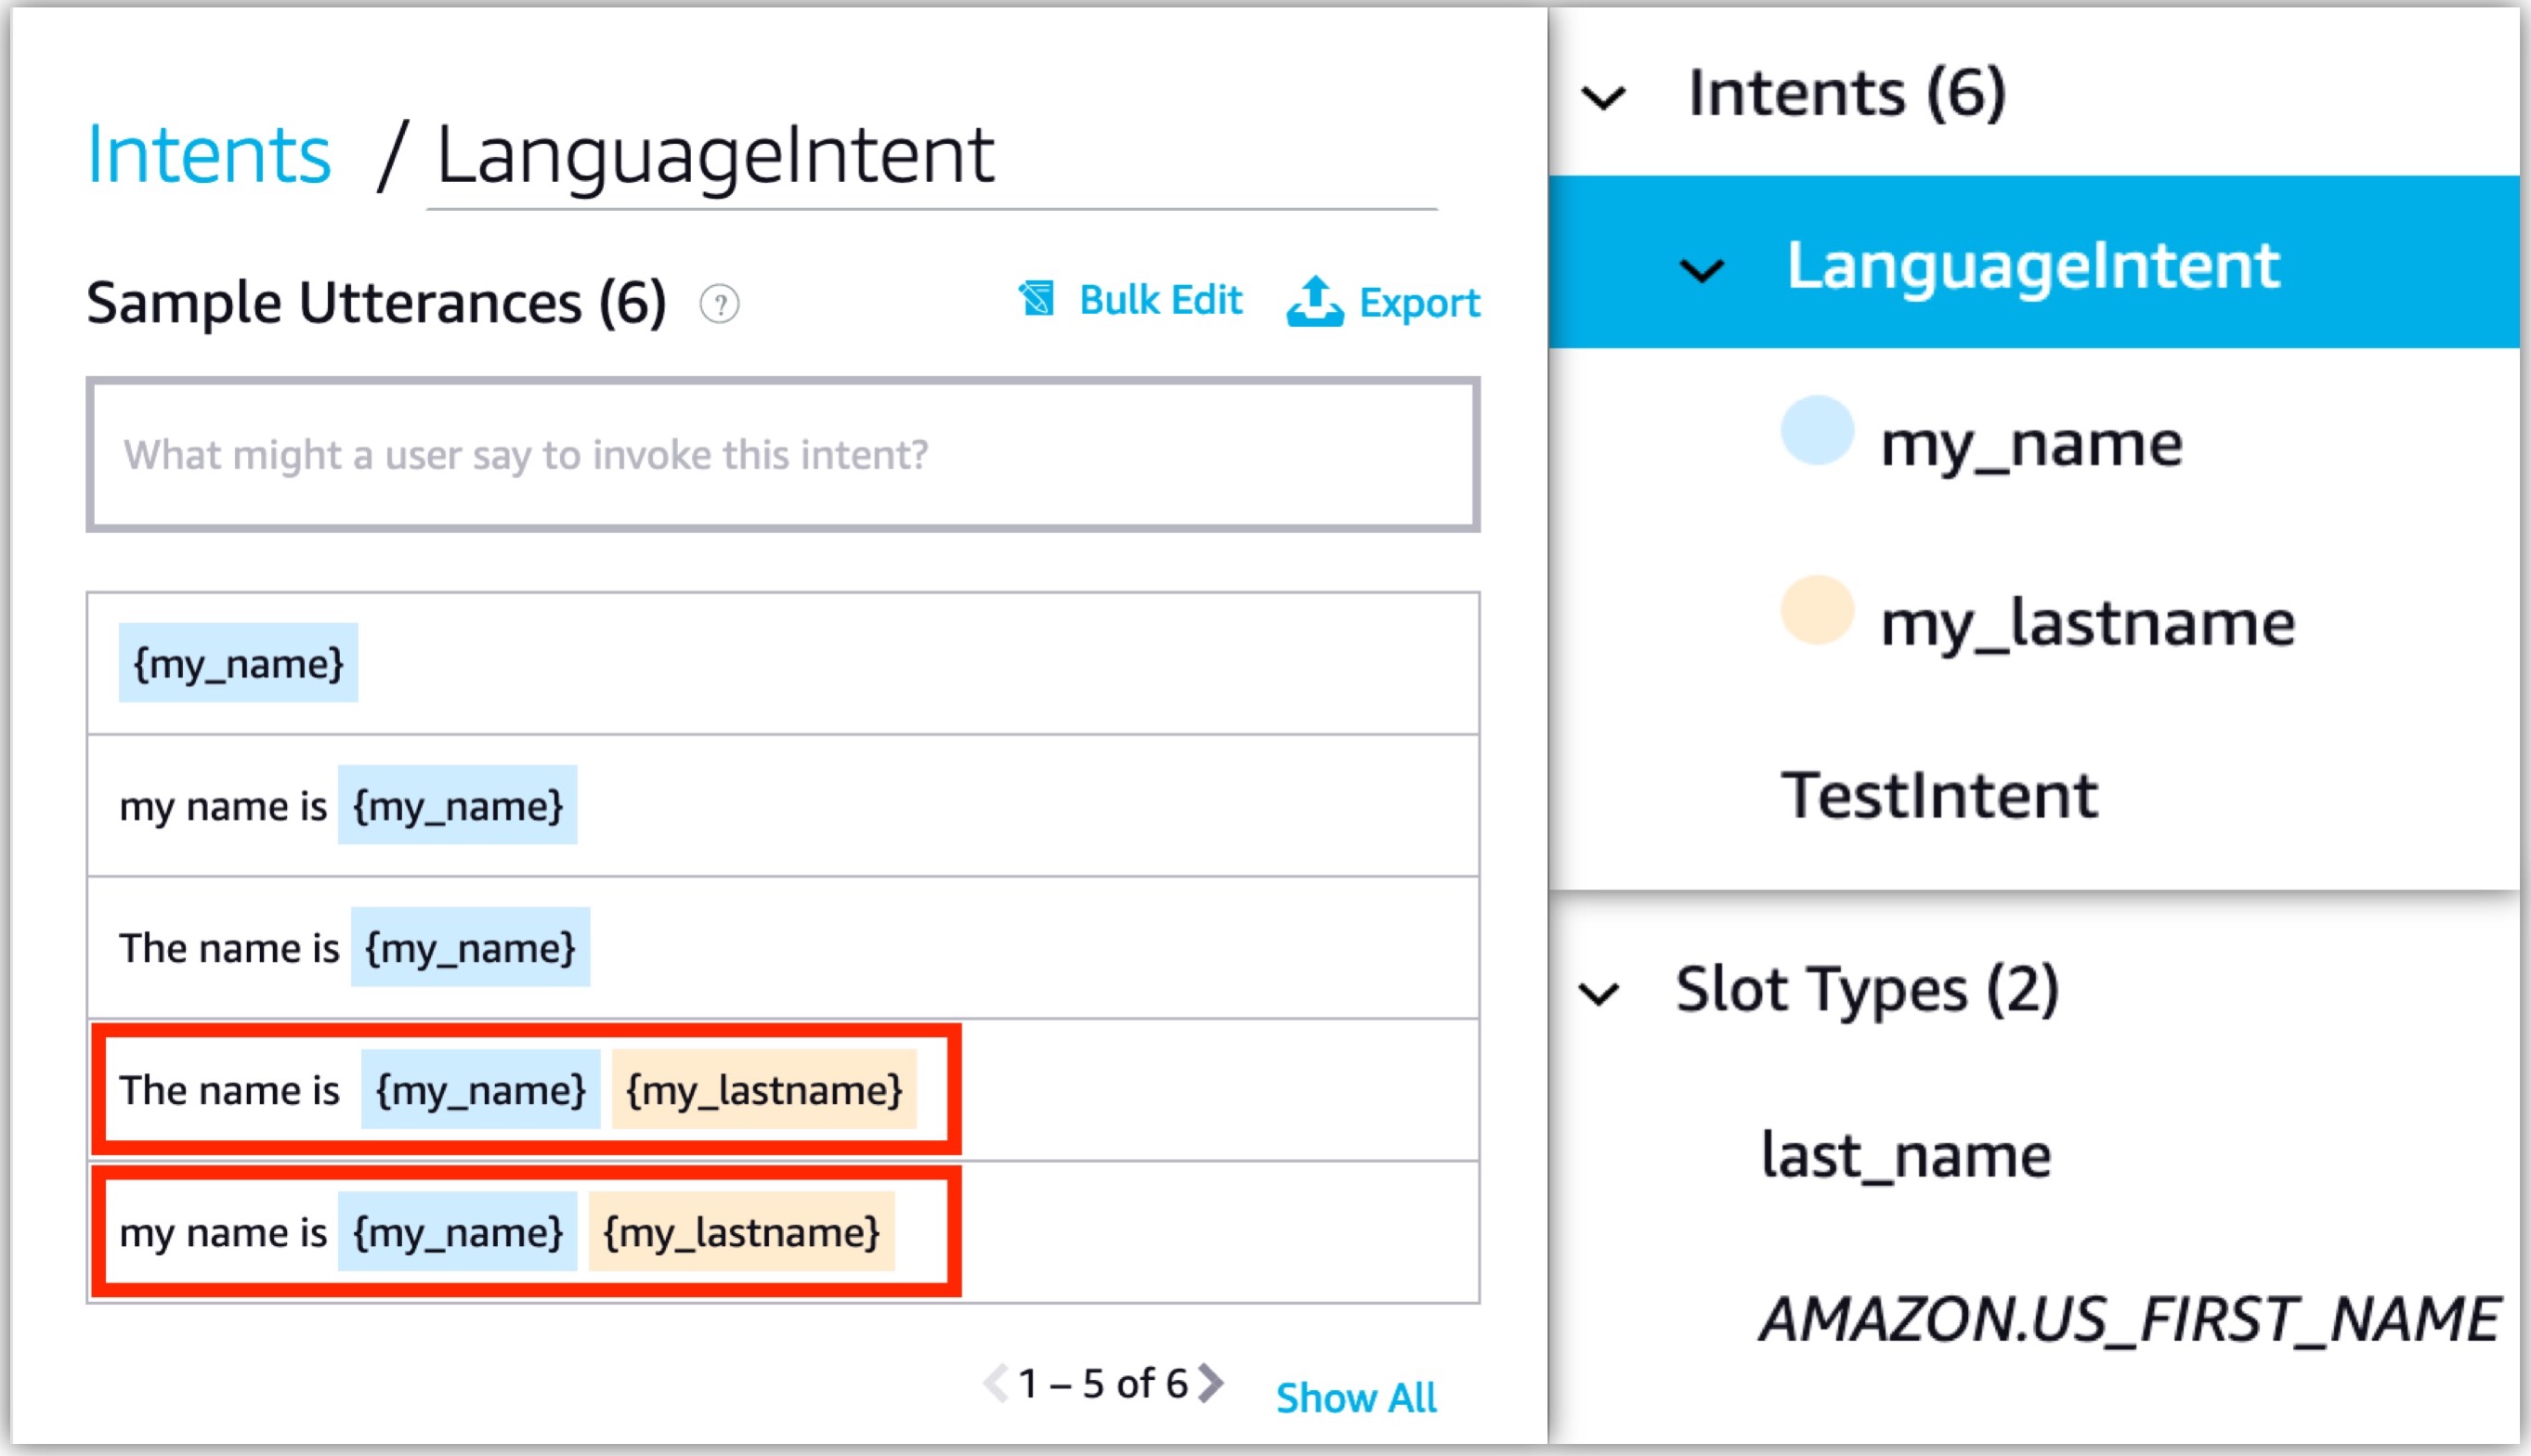 Intents / LanguageIntent
Sample Utterances (6) ?
Bulk Edit
Export
What might a user say to invoke this intent?
{my_name}
my name is {my_name}
The name is {my_name}
The name is {my_name} {my_lastname}
my name is {my_name} {my_lastname}
1 – 5 of 6
Show All
Intents (6)
LanguageIntent
my_name
my_lastname
TestIntent
Slot Types (2)
last_name
AMAZON.US_FIRST_NAME